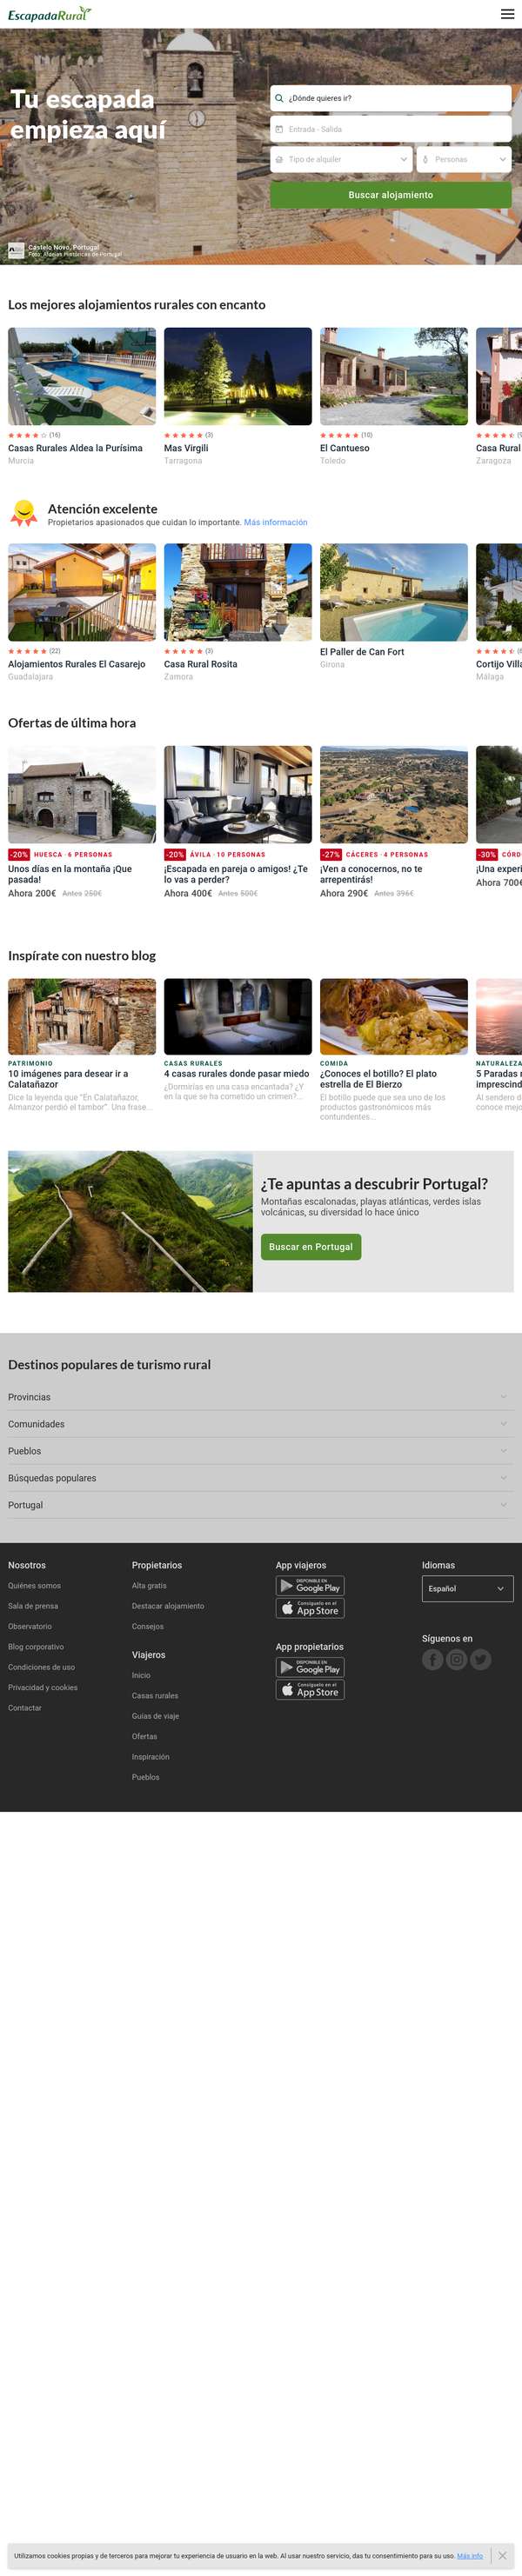 EscapadaRural
Tu escapada
empieza aquí
¿Dónde quieres ir?
Entrada - Salida
Tipo de alquiler
Personas
Buscar alojamiento
Castelo Novo, Portugal
Foto: Aldeias Históricas de Portugal
Los mejores alojamientos rurales con encanto
(16)
Casas Rurales Aldea la Purísima
Murcia
(3)
Mas Virgili
Tarragona
(10)
El Cantueso
Toledo
Casa Rural
Zaragoza
Atención excelente
Propietarios apasionados que cuidan lo importante. Más información
(22)
Alojamientos Rurales El Casarejo
Guadalajara
(3)
Casa Rural Rosita
Zamora
El Paller de Can Fort
Girona
Cortijo Villa
Málaga
Ofertas de última hora
-20% HUESCA · 6 PERSONAS
Unos días en la montaña ¡Que
pasada!
Ahora 200€ Antes 250€
-20% ÁVILA · 10 PERSONAS
¡Escapada en pareja o amigos! ¿Te
lo vas a perder?
Ahora 400€ Antes 500€
-27% CÁCERES · 4 PERSONAS
¡Ven a conocernos, no te
arrepentirás!
Ahora 290€ Antes 396€
-30% CÓRD
¡Una experi
Ahora 700€
Inspírate con nuestro blog
PATRIMONIO
10 imágenes para desear ir a
Calatañazor
Dice la leyenda que “En Calatañazor,
Almanzor perdió el tambor”. Una frase...
CASAS RURALES
4 casas rurales donde pasar miedo
¿Dormirías en una casa encantada? ¿Y
en la que se ha cometido un crimen?...
COMIDA
¿Conoces el botillo? El plato
estrella de El Bierzo
El botillo puede que sea uno de los
productos gastronómicos más
contundentes...
NATURALEZA
5 Paradas
imprescind
Al sendero d
conoce mejo
¿Te apuntas a descubrir Portugal?
Montañas escalonadas, playas atlánticas, verdes islas
volcánicas, su diversidad lo hace único
Buscar en Portugal
Destinos populares de turismo rural
Provincias
Comunidades
Pueblos
Búsquedas populares
Portugal
Nosotros
Quiénes somos
Sala de prensa
Observatorio
Blog corporativo
Condiciones de uso
Privacidad y cookies
Contactar
Propietarios
Alta gratis
Destacar alojamiento
Consejos
Viajeros
Inicio
Casas rurales
Guías de viaje
Ofertas
Inspiración
Pueblos
App viajeros
DISPONIBLE EN
Google Play
Consíguelo en el
App Store
App propietarios
DISPONIBLE EN
Google Play
Consíguelo en el
App Store
Idiomas
Español
Síguenos en
Utilizamos cookies propias y de terceros para mejorar tu experiencia de usuario en la web. Al usar nuestro servicio, das tu consentimiento para su uso. Más info